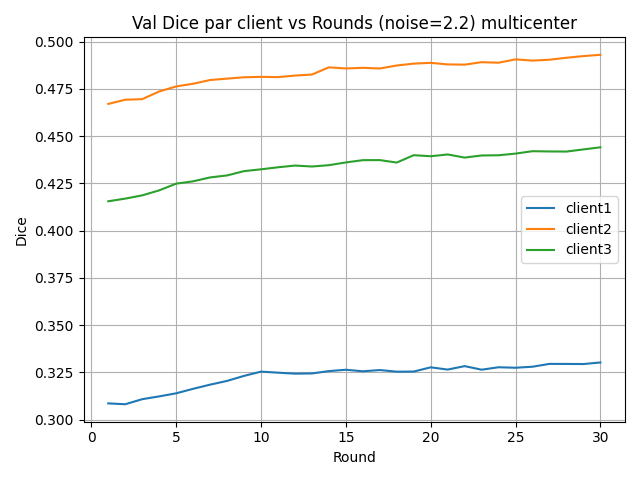 Val Dice par client vs Rounds (noise=2.2) multicenter
0.500
0.475
0.450
0.425
0.400
0.375
0.350
0.325
0.300
Dice
client1
client2
client3
0 5 10 15 20 25 30
Round